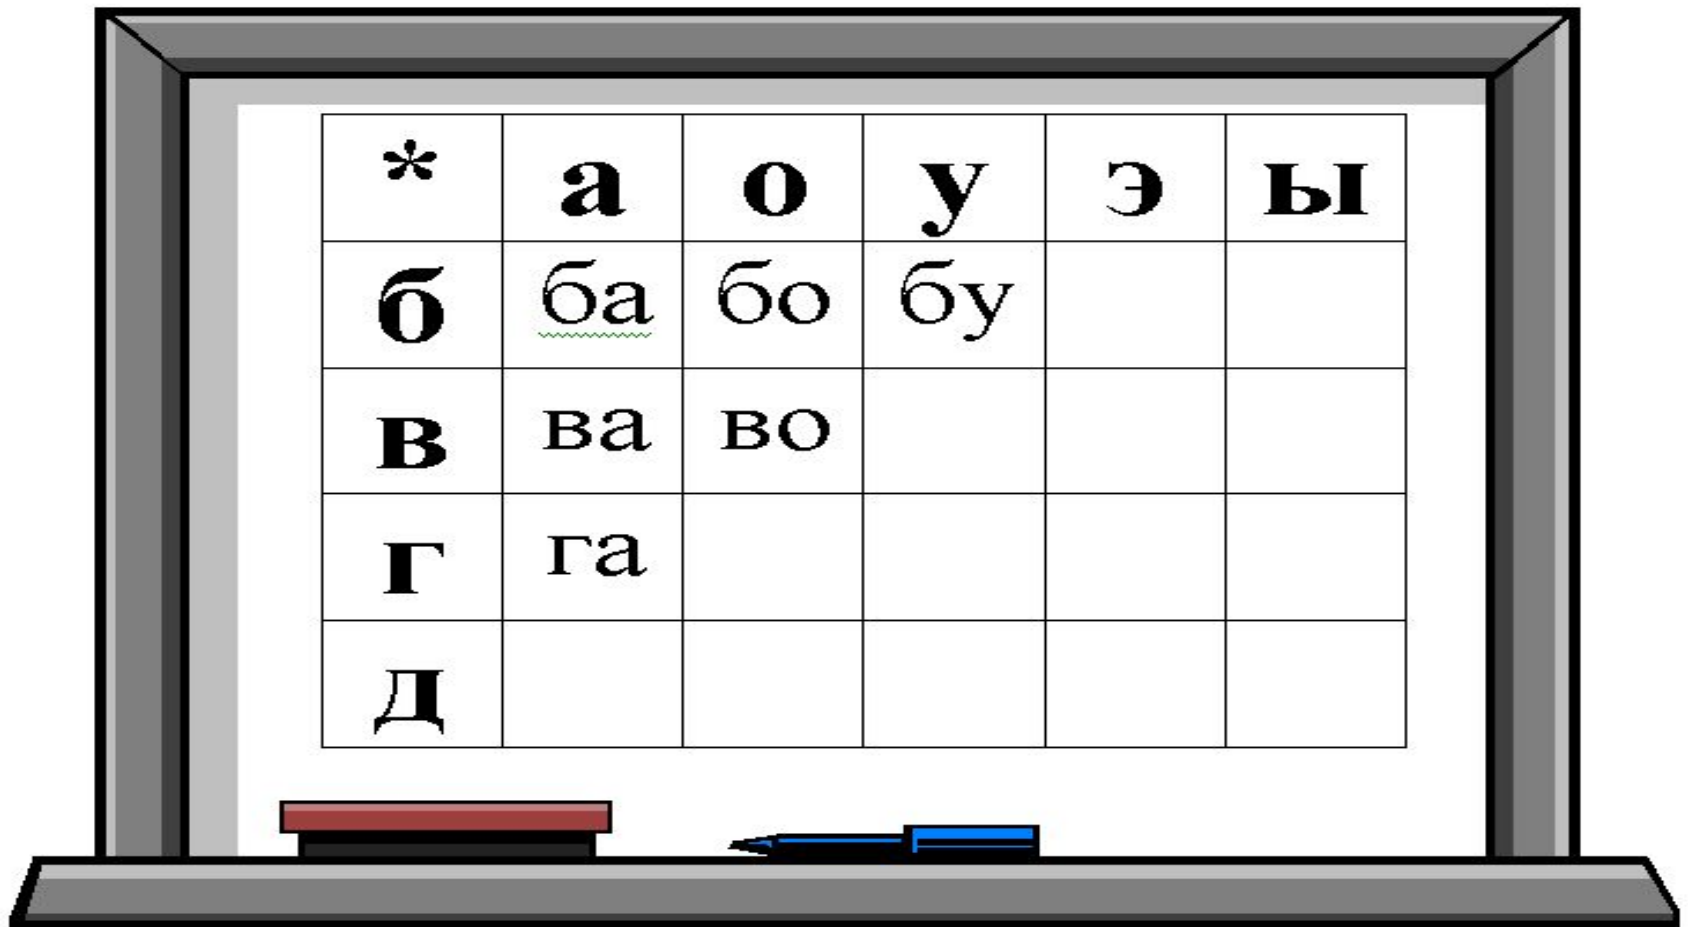 * а о у э ы
б ба бо бу
в ва во
г га
д